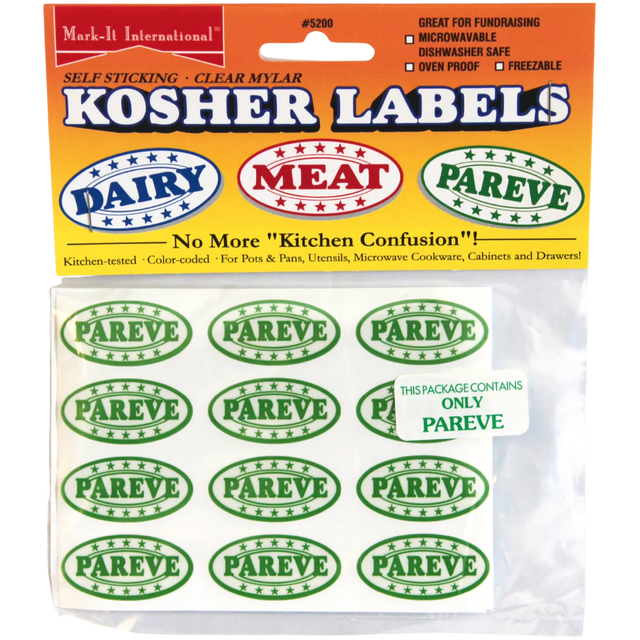 Mark-It International™
#5200
GREAT FOR FUNDRAISING
MICROWAVABLE
DISHWASHER SAFE
OVEN PROOF FREEZABLE
SELF STICKING · CLEAR MYLAR
KOSHER LABELS
DAIRY MEAT PAREVE
No More "Kitchen Confusion"!
Kitchen-tested · Color-coded · For Pots & Pans, Utensils, Microwave Cookware, Cabinets and Drawers!
PAREVE PAREVE PAREVE
PAREVE PAREVE
THIS PACKAGE CONTAINS
ONLY
PAREVE
PAREVE PAREVE PAREVE
PAREVE PAREVE PAREVE